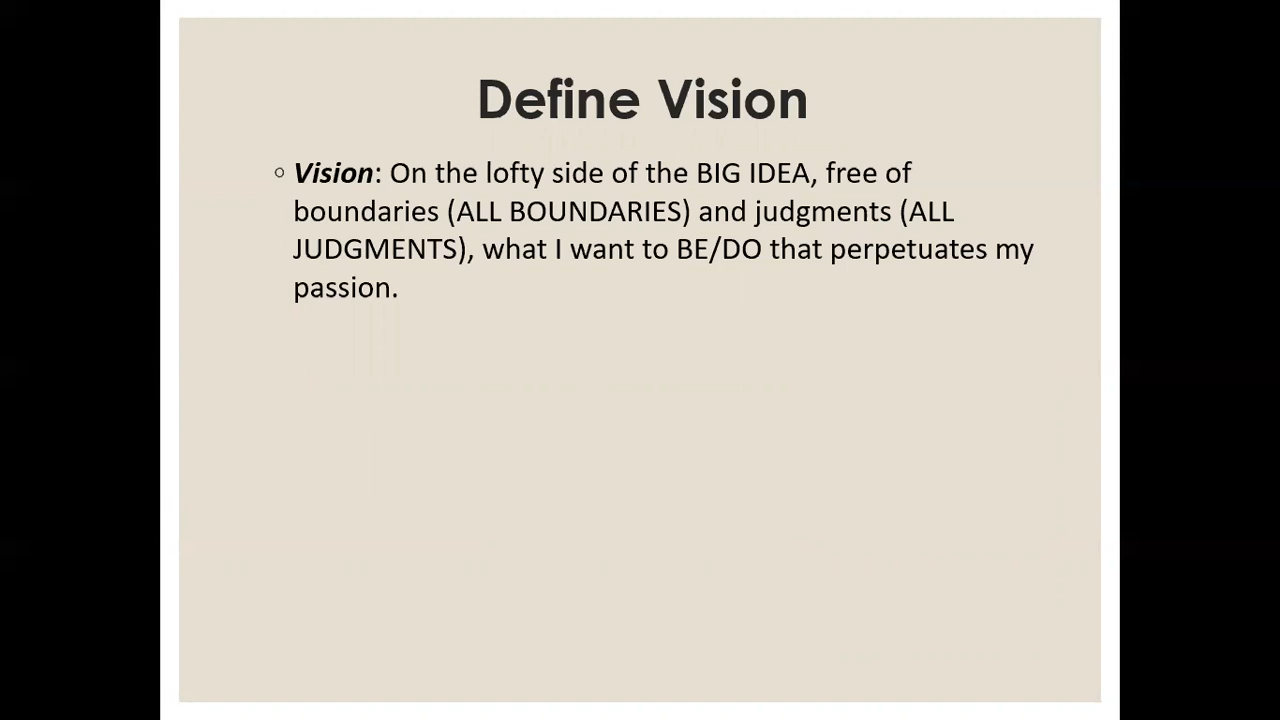 Define Vision
◦ Vision: On the lofty side of the BIG IDEA, free of
boundaries (ALL BOUNDARIES) and judgments (ALL
JUDGMENTS), what I want to BE/DO that perpetuates my
passion.